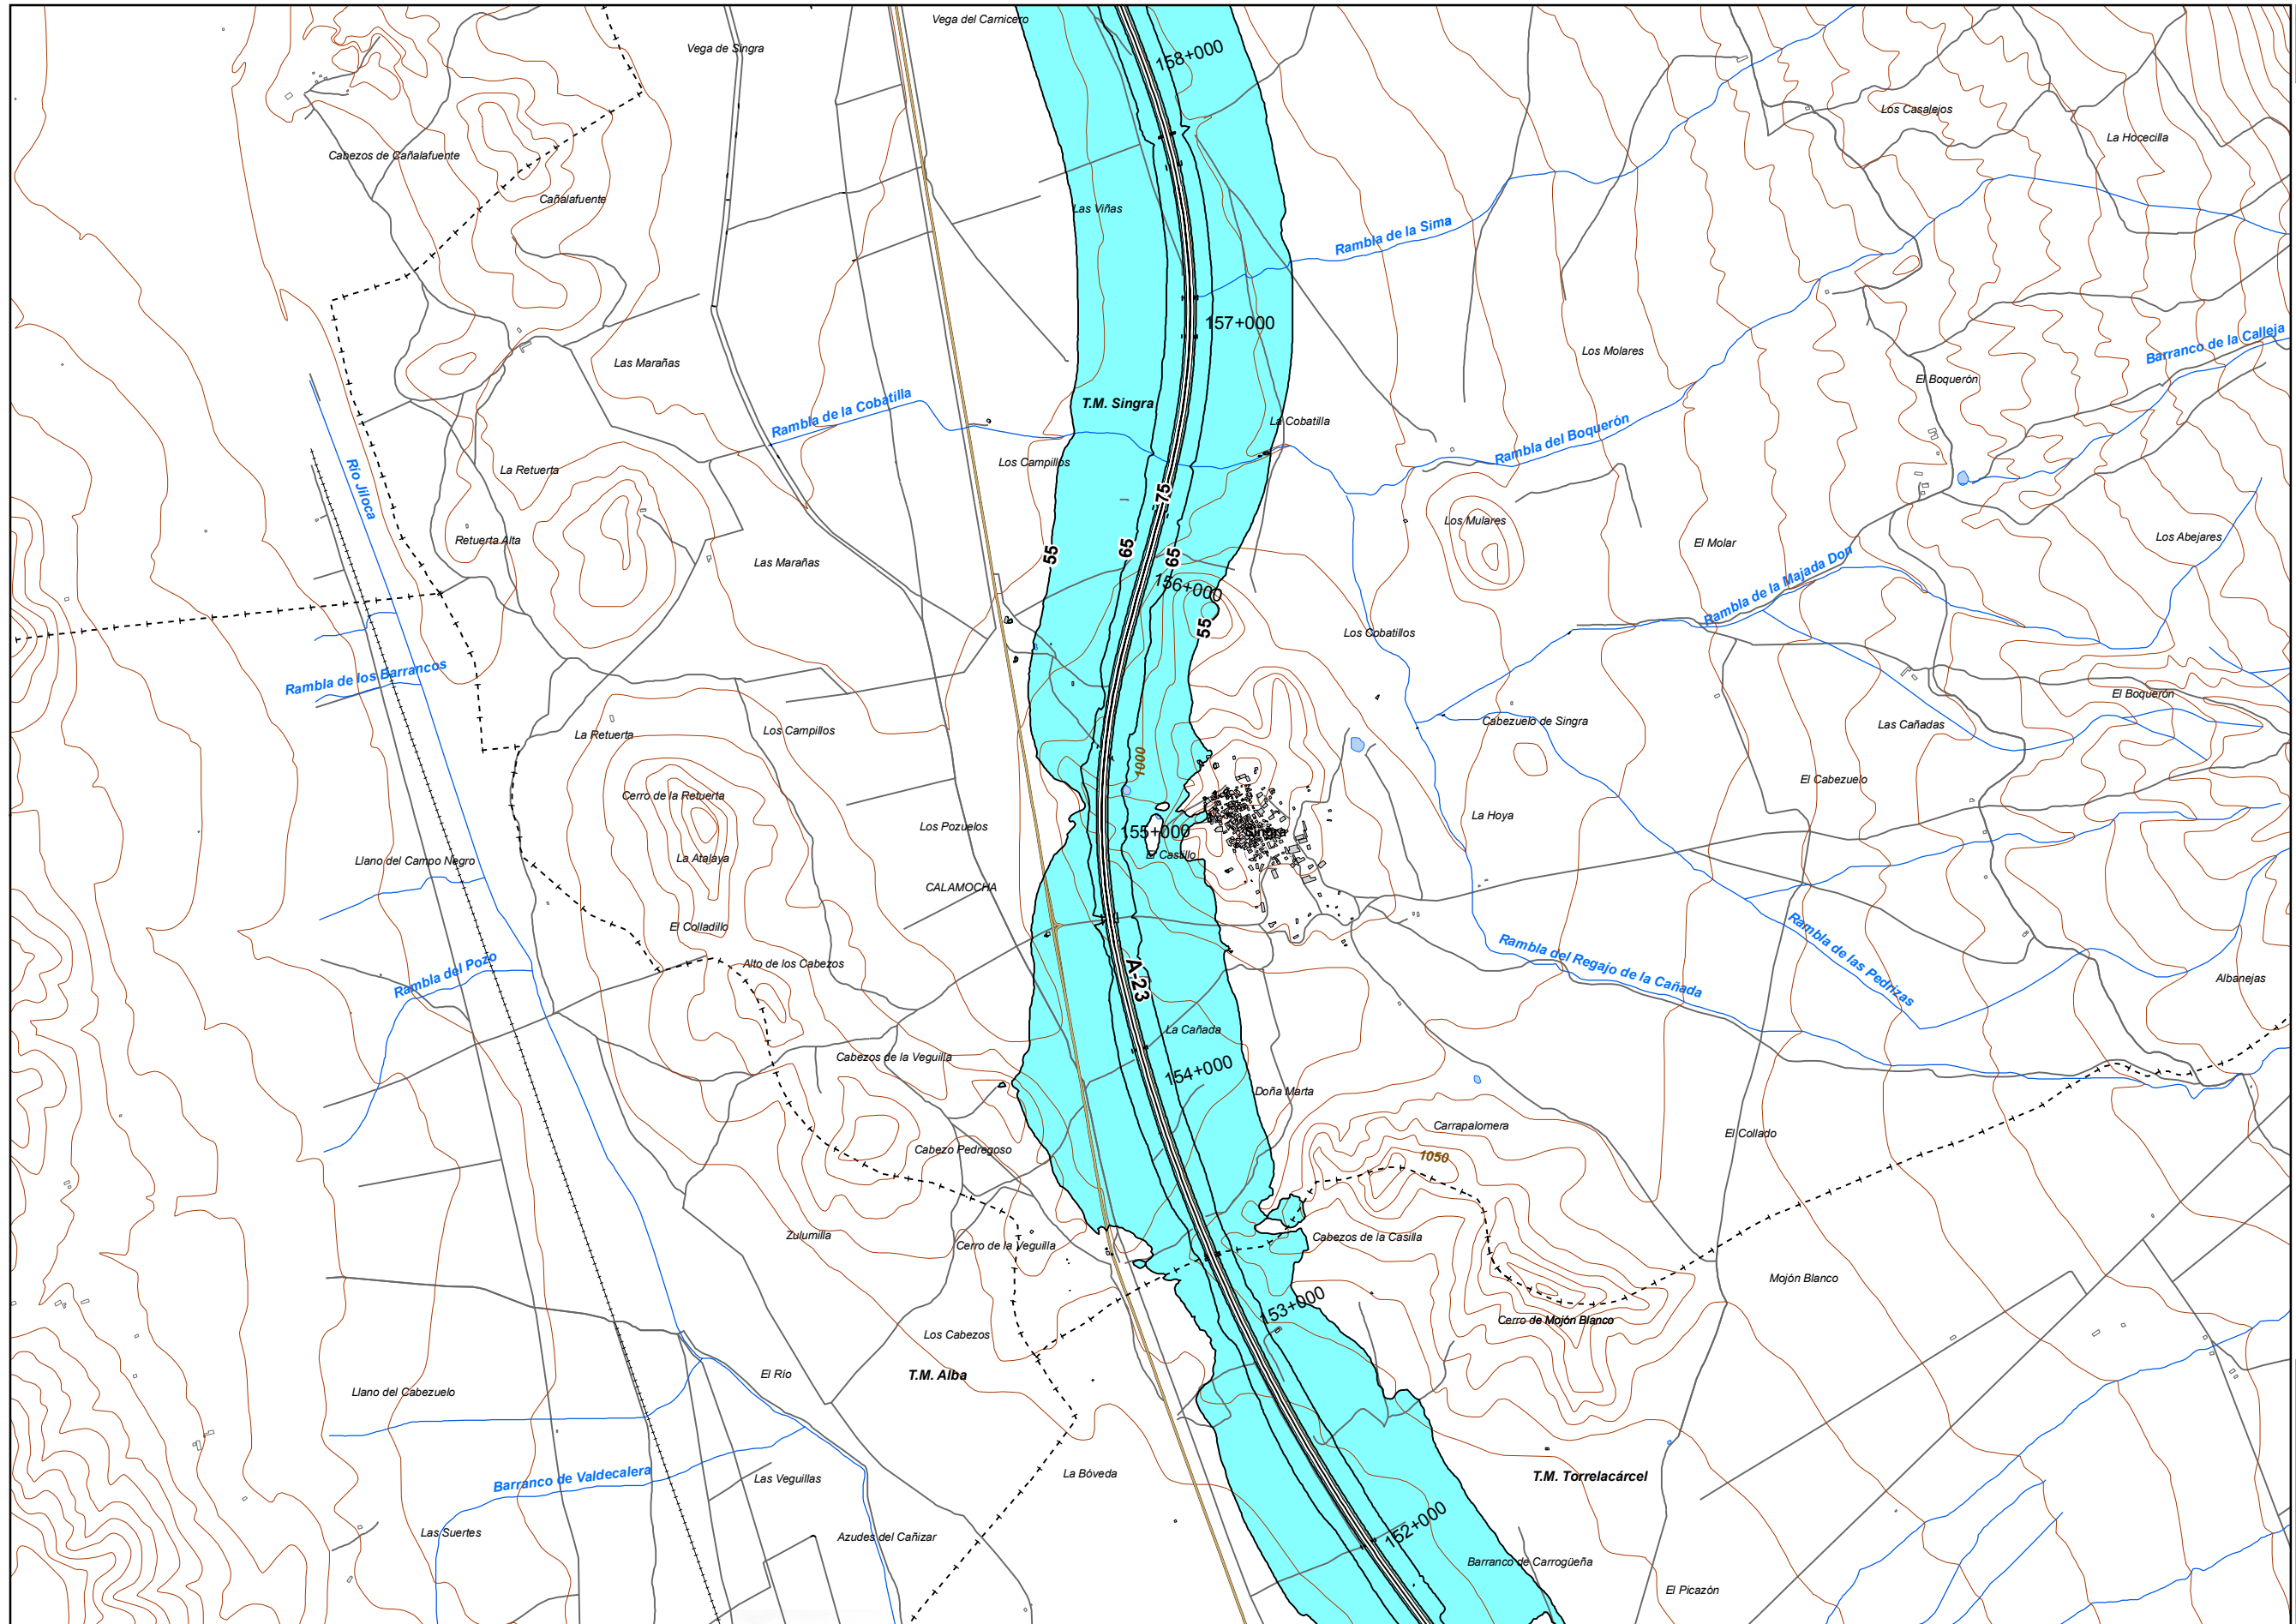 Vega del Carnicero
Vega de Singra
158+000
Los Casalejos
La Hocecilla
Cabezos de Cañalafuente
Cañalafuente
Las Viñas
Rambla de la Sima
157+000
Barranco de la Calleja
Los Molares
Las Marañas
El Boquerón
T.M. Singra
Rambla de la Cobatilla
La Cobatilla
Rambla del Boquerón
Los Campillos
La Retuerta
Río Jiloca
75
Los Mulares
Retuerta Alta
El Molar
Los Abejares
55
65
65
Las Marañas
156+000
Rambla de la Majada Don
55
Los Cobatillos
Rambla de los Barrancos
El Boquerón
Cabezuelo de Singra
Las Cañadas
La Retuerta
Los Campillos
1000
El Cabezuelo
Cerro de la Retuerta
La Hoya
Los Pozuelos
155+000
Singra
El Castillo
La Atalaya
Llano del Campo Negro
CALAMOCHA
El Colladillo
Rambla de las Pedrizas
Rambla del Regajo de la Cañada
Alto de los Cabezos
Rambla del Pozo
A-23
Albanejas
La Cañada
Cabezos de la Veguilla
154+000
Doña Marta
Carrapalomera
El Collado
Cabezo Pedregoso
1050
Zulumilla
Cerro de la Veguilla
Cabezos de la Casilla
Mojón Blanco
153+000
Cerro de Mojón Blanco
Los Cabezos
T.M. Alba
El Río
Llano del Cabezuelo
La Bóveda
T.M. Torrelacárcel
Barranco de Valdecalera
Las Veguillas
Las Suertes
Azudes del Cañizar
152+000
Barranco de Carrogüeña
El Picazón